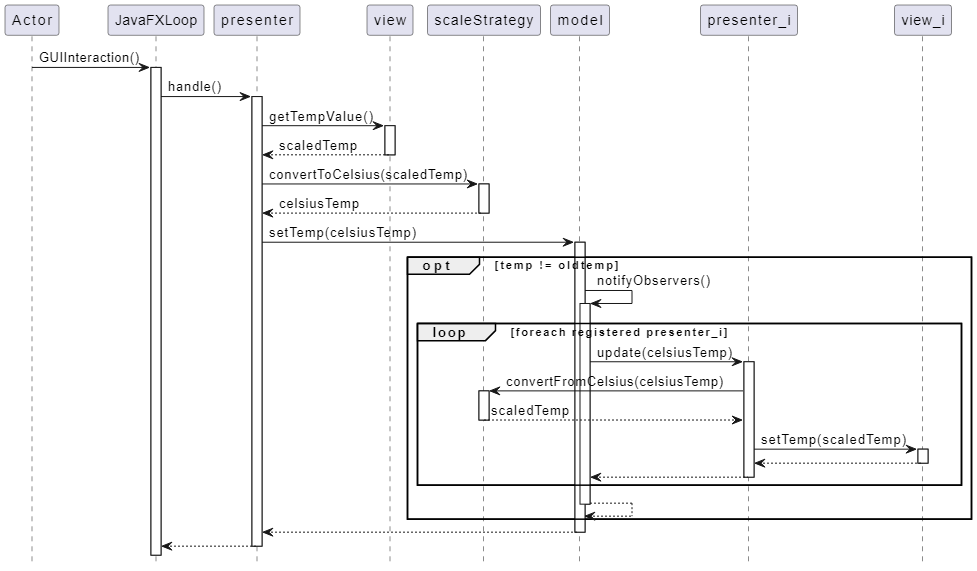 Actor
JavaFXLoop
presenter
view
scaleStrategy
model
presenter_i
view_i
GUIInteraction()
handle()
getTempValue()
scaledTemp
convertToCelsius(scaledTemp)
celsiusTemp
setTemp(celsiusTemp)
opt [temp != oldtemp]
notifyObservers()
loop [foreach registered presenter_i]
update(celsiusTemp)
convertFromCelsius(celsiusTemp)
scaledTemp
setTemp(scaledTemp)